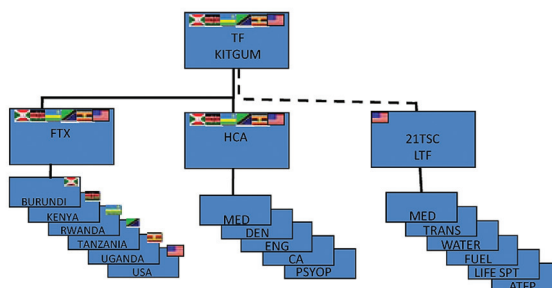 TF
KITGUM
FTX
HCA
21TSC
LTF
BURUNDI
KENYA
RWANDA
TANZANIA
UGANDA
USA
MED
DEN
ENG
CA
PSYOP
MED
TRANS
WATER
FUEL
LIFE SPT